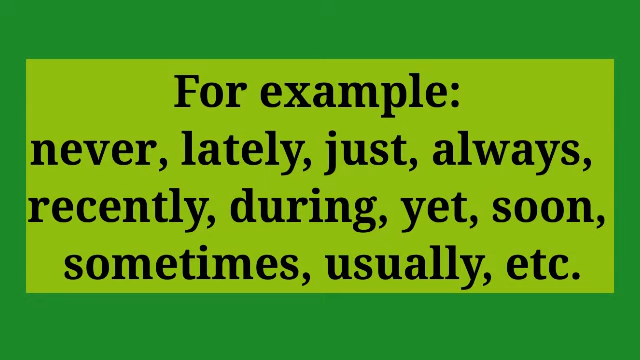 For example:
never, lately, just, always,
recently, during, yet, soon,
sometimes, usually, etc.